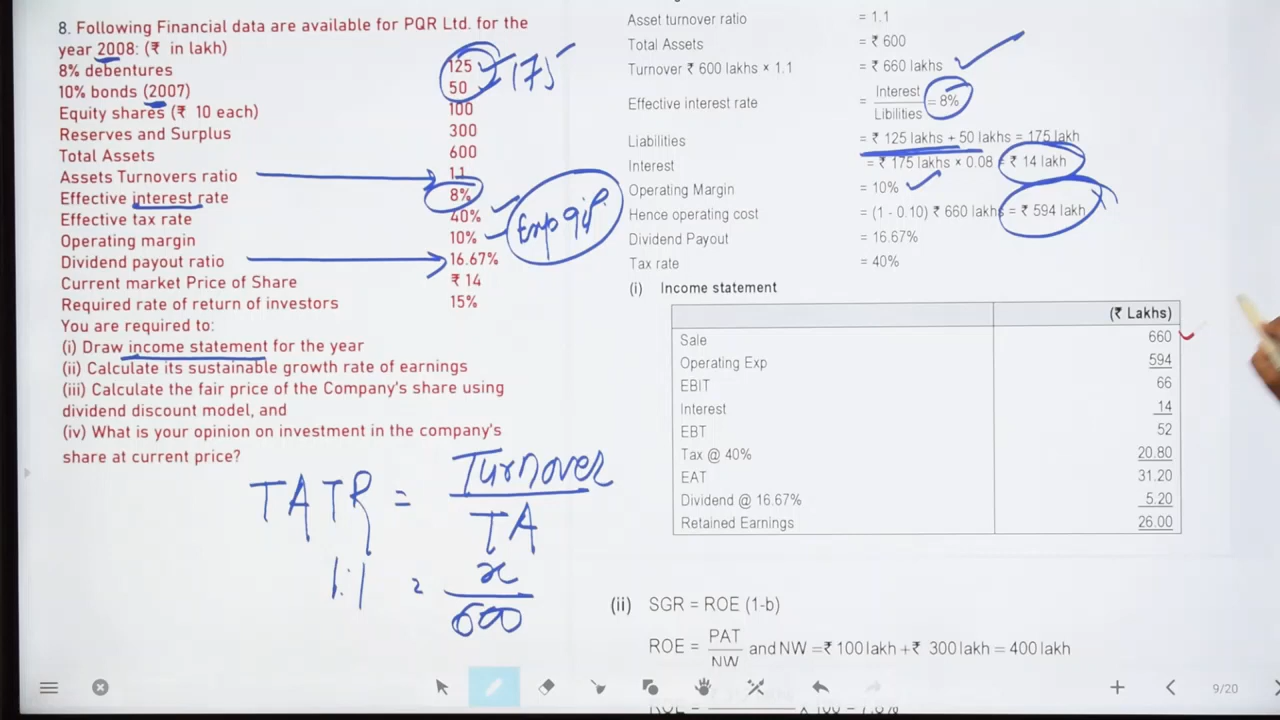 8. Following Financial data are available for PQR Ltd. for the
year 2008: (₹ in lakh)
8% debentures 125
10% bonds (2007) 50
175
Equity shares (₹ 10 each) 100
Reserves and Surplus 300
Total Assets 600
Assets Turnovers ratio 1.1
Effective interest rate 8%
Effective tax rate 40%
Operating margin 10%
Dividend payout ratio 16.67%
Current market Price of Share ₹ 14
Required rate of return of investors 15%
You are required to:
(i) Draw income statement for the year
(ii) Calculate its sustainable growth rate of earnings
(iii) Calculate the fair price of the Company's share using
dividend discount model, and
(iv) What is your opinion on investment in the company's
share at current price?
TATR = Turnover
TA
1.1 = x
600
Asset turnover ratio = 1.1
Total Assets = ₹ 600
Turnover ₹ 600 lakhs × 1.1 = ₹ 660 lakhs
Effective interest rate = Interest
Libilities
= 8%
Liabilities = ₹ 125 lakhs + 50 lakhs = 175 lakh
Interest = ₹ 175 lakhs × 0.08 = ₹ 14 lakh
Operating Margin = 10%
Hence operating cost = (1 - 0.10) ₹ 660 lakhs = ₹ 594 lakh
Dividend Payout = 16.67%
Tax rate = 40%
(i) Income statement
(₹ Lakhs)
Sale 660
Operating Exp 594
EBIT 66
Interest 14
EBT 52
Tax @ 40% 20.80
EAT 31.20
Dividend @ 16.67% 5.20
Retained Earnings 26.00
(ii) SGR = ROE (1-b)
ROE = PAT
NW
and NW =₹ 100 lakh +₹ 300 lakh = 400 lakh
9/20